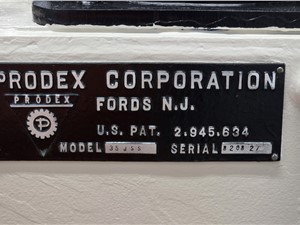 PRODEX CORPORATION
PRODEX
FORDS N.J.
U.S. PAT. 2.945.634
MODEL
SERIAL